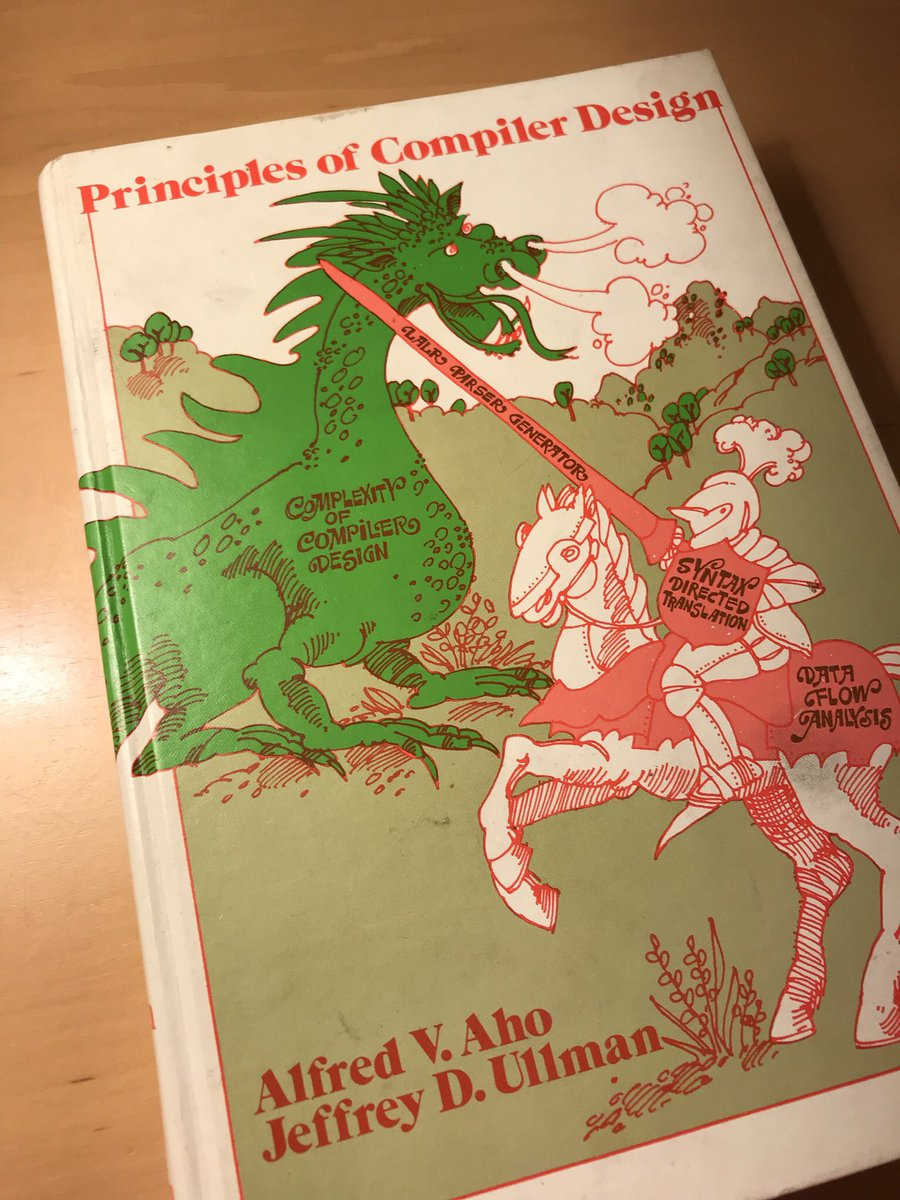 Principles of Compiler Design
LALR PARSER GENERATOR
COMPLEXITY
OF
COMPILER
DESIGN
SYNTAX
DIRECTED
TRANSLATION
DATA
FLOW
ANALYSIS
Alfred V. Aho
Jeffrey D. Ullman